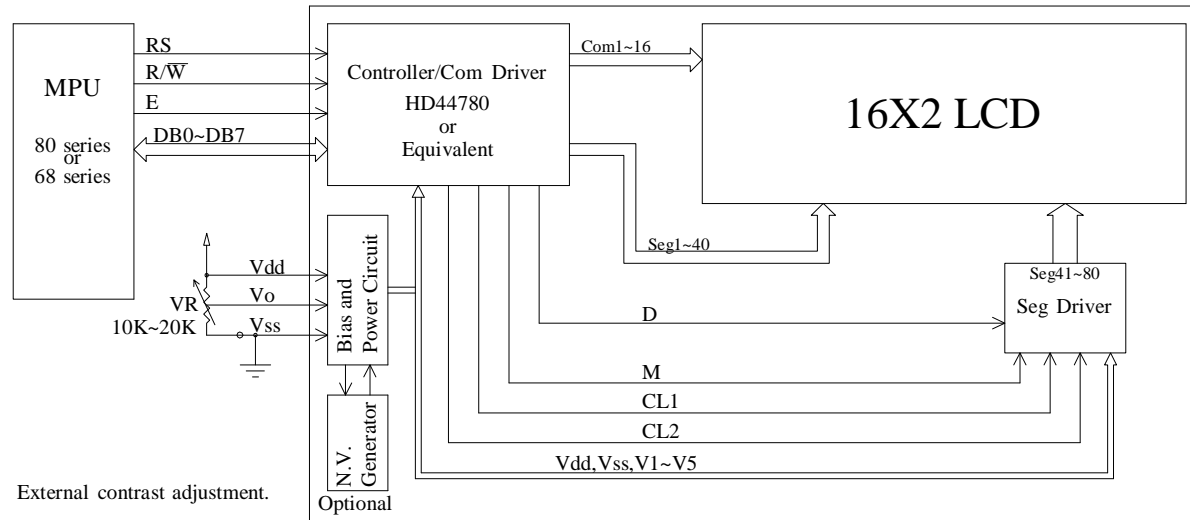 RS
R/W̅
E
DB0~DB7
MPU
80 series
or
68 series
Controller/Com Driver
HD44780
or
Equivalent
Com1~16
16X2 LCD
Seg1~40
Seg41~80
Seg Driver
Vdd
Vo
Vss
VR
10K~20K
Bias and
Power Circuit
N.V.
Generator
Optional
D
M
CL1
CL2
Vdd,Vss,V1~V5
External contrast adjustment.